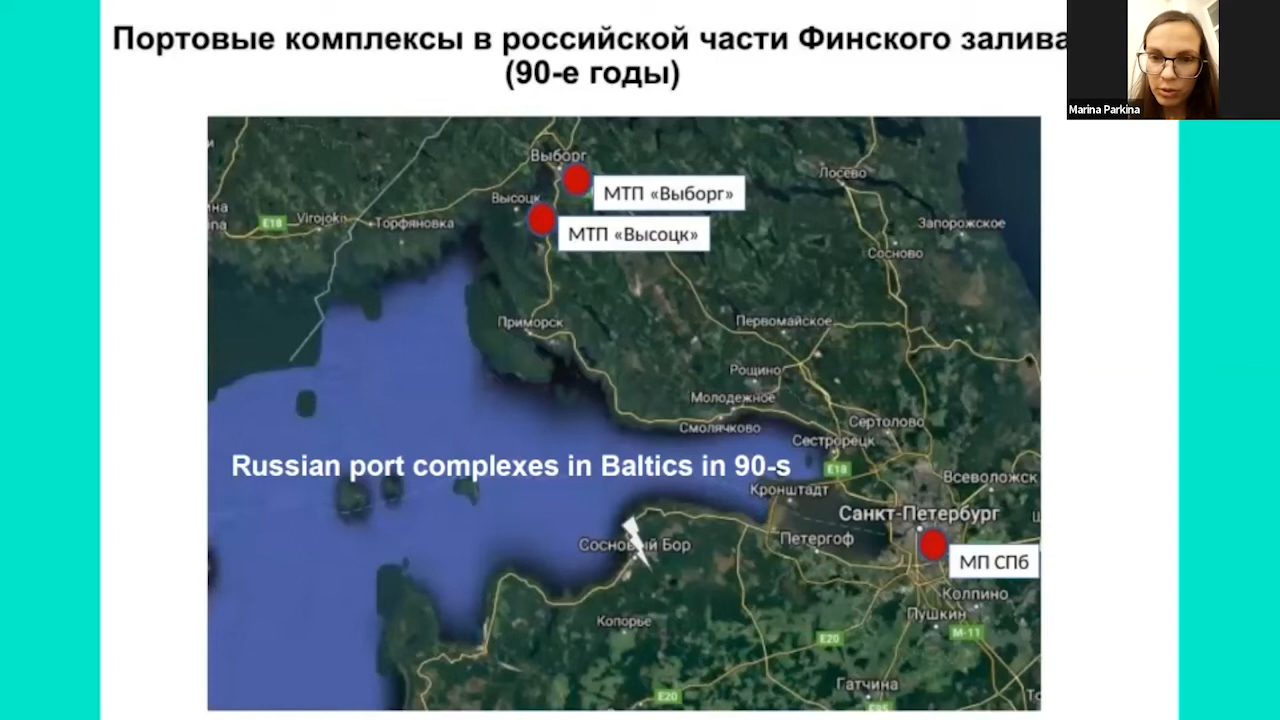 Портовые комплексы в российской части Финского залива
(90-е годы)
Marina Parkina
Выборг
МТП «Выборг»
Лосево
Высоцк
МТП «Высоцк»
E18
Virojoki
Торфяновка
Запорожское
Сосново
Приморск
Первомайское
Рощино
Молодежное
Смолячково
Сертолово
Сестрорецк
Russian port complexes in Baltics in 90-s
E18
Всеволожск
Кронштадт
Санкт-Петербург
Сосновый Бор
Петергоф
МП СПб
Колпино
Пушкин
Копорье
E20
M-11
Гатчина
E20
E95